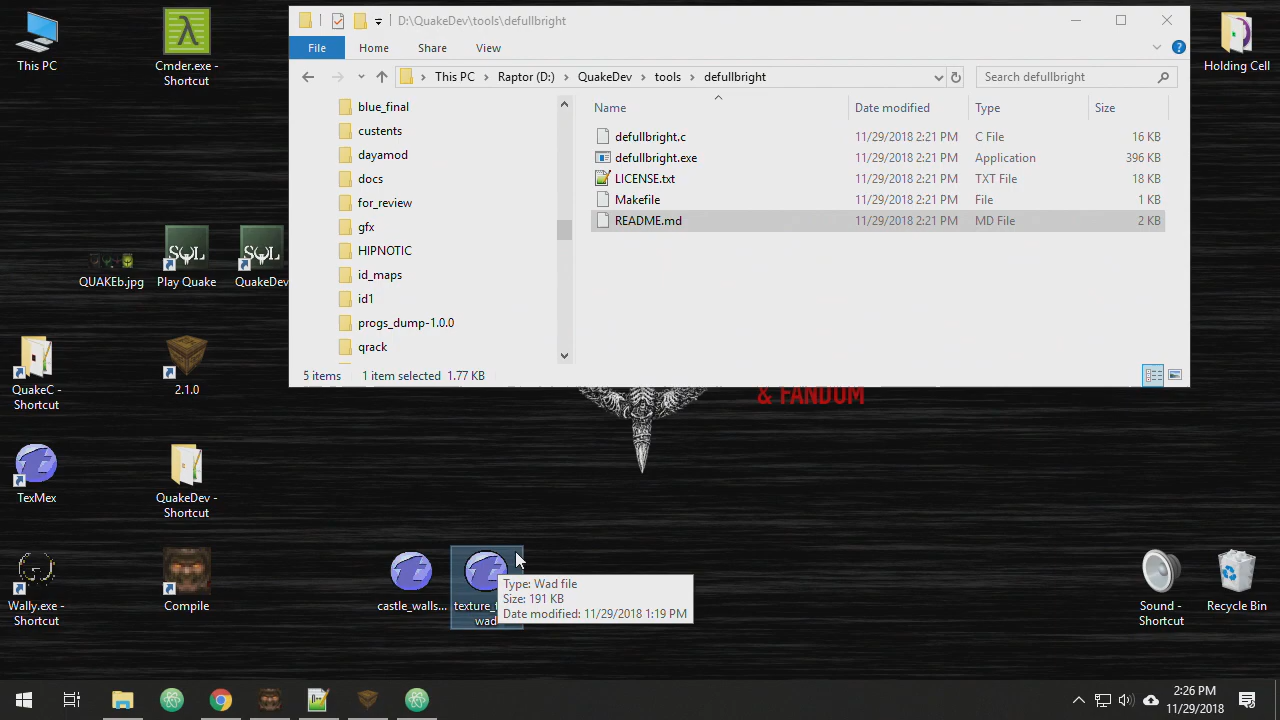 This PC
Cmder.exe -
Shortcut
D:\QuakeDev\tools\defullbright
File
Home
Share
View
This PC
Raptor (D:)
QuakeDev
tools
defullbright
Search defullbright
blue_final
custents
dayamod
docs
for_review
gfx
HIPNOTIC
id_maps
id1
progs_dump-1.0.0
qrack
Name
Date modified
Type
Size
defullbright.c
11/29/2018 2:21 PM
C File
16 KB
defullbright.exe
11/29/2018 2:21 PM
Application
396 KB
LICENSE.txt
11/29/2018 2:21 PM
TXT File
18 KB
Makefile
11/29/2018 2:21 PM
File
1 KB
README.md
11/29/2018 2:21 PM
MD File
2 KB
5 items
1 item selected 1.77 KB
Holding Cell
QUAKEb.jpg
Play Quake
QuakeDev
& FANDOM
QuakeC -
Shortcut
2.1.0
TexMex
QuakeDev -
Shortcut
Wally.exe -
Shortcut
Compile
castle_walls...
wad
Type: Wad file
Size: 191 KB
Date modified: 11/29/2018 1:19 PM
Sound -
Shortcut
Recycle Bin
2:26 PM
11/29/2018